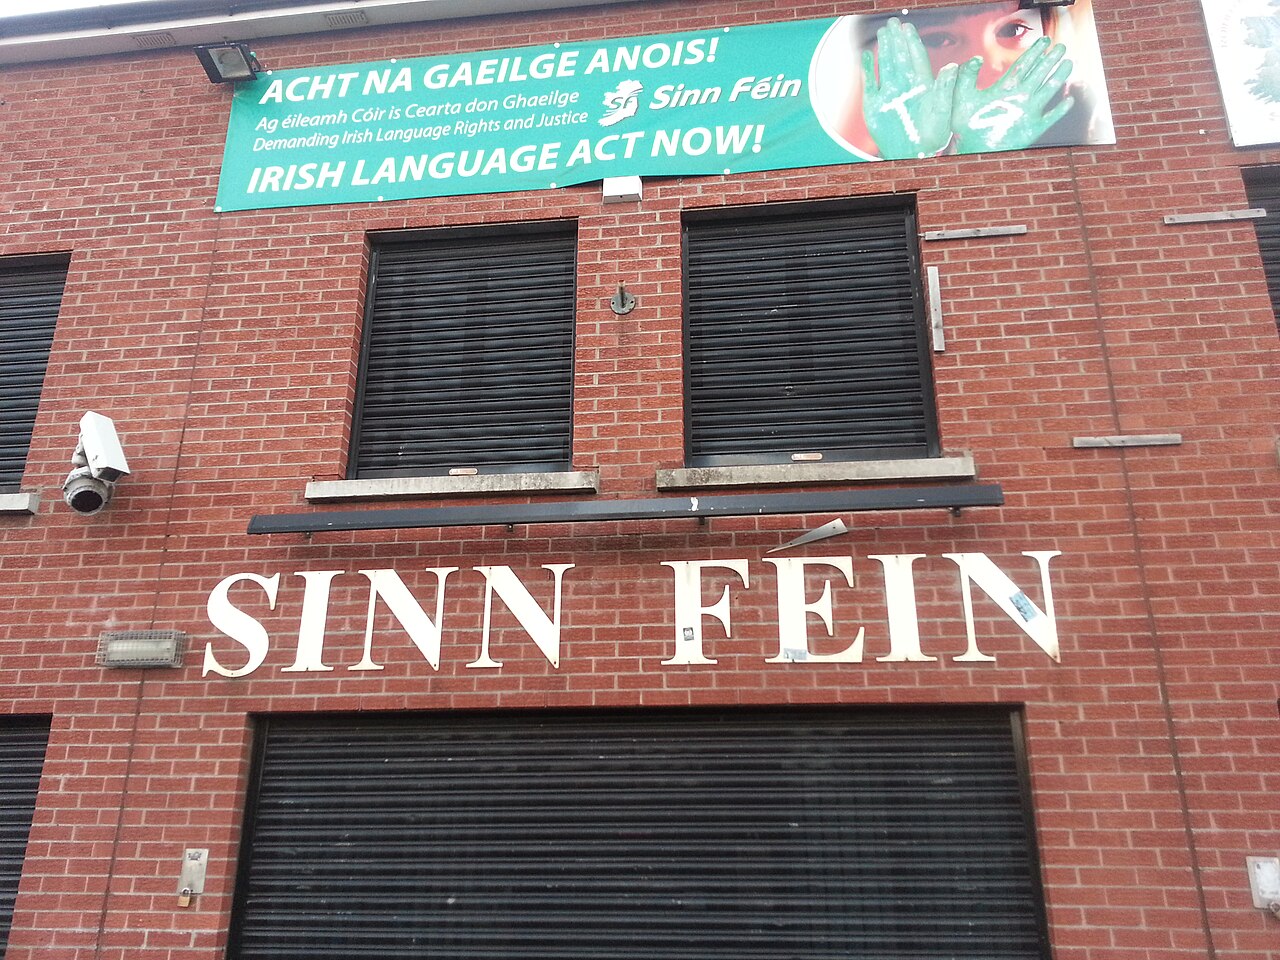 ACHT NA GAEILGE ANOIS!
Ag éileamh Cóir is Cearta don Ghaeilge
Demanding Irish Language Rights and Justice
SF Sinn Féin
IRISH LANGUAGE ACT NOW!
T G
SINN FÉIN